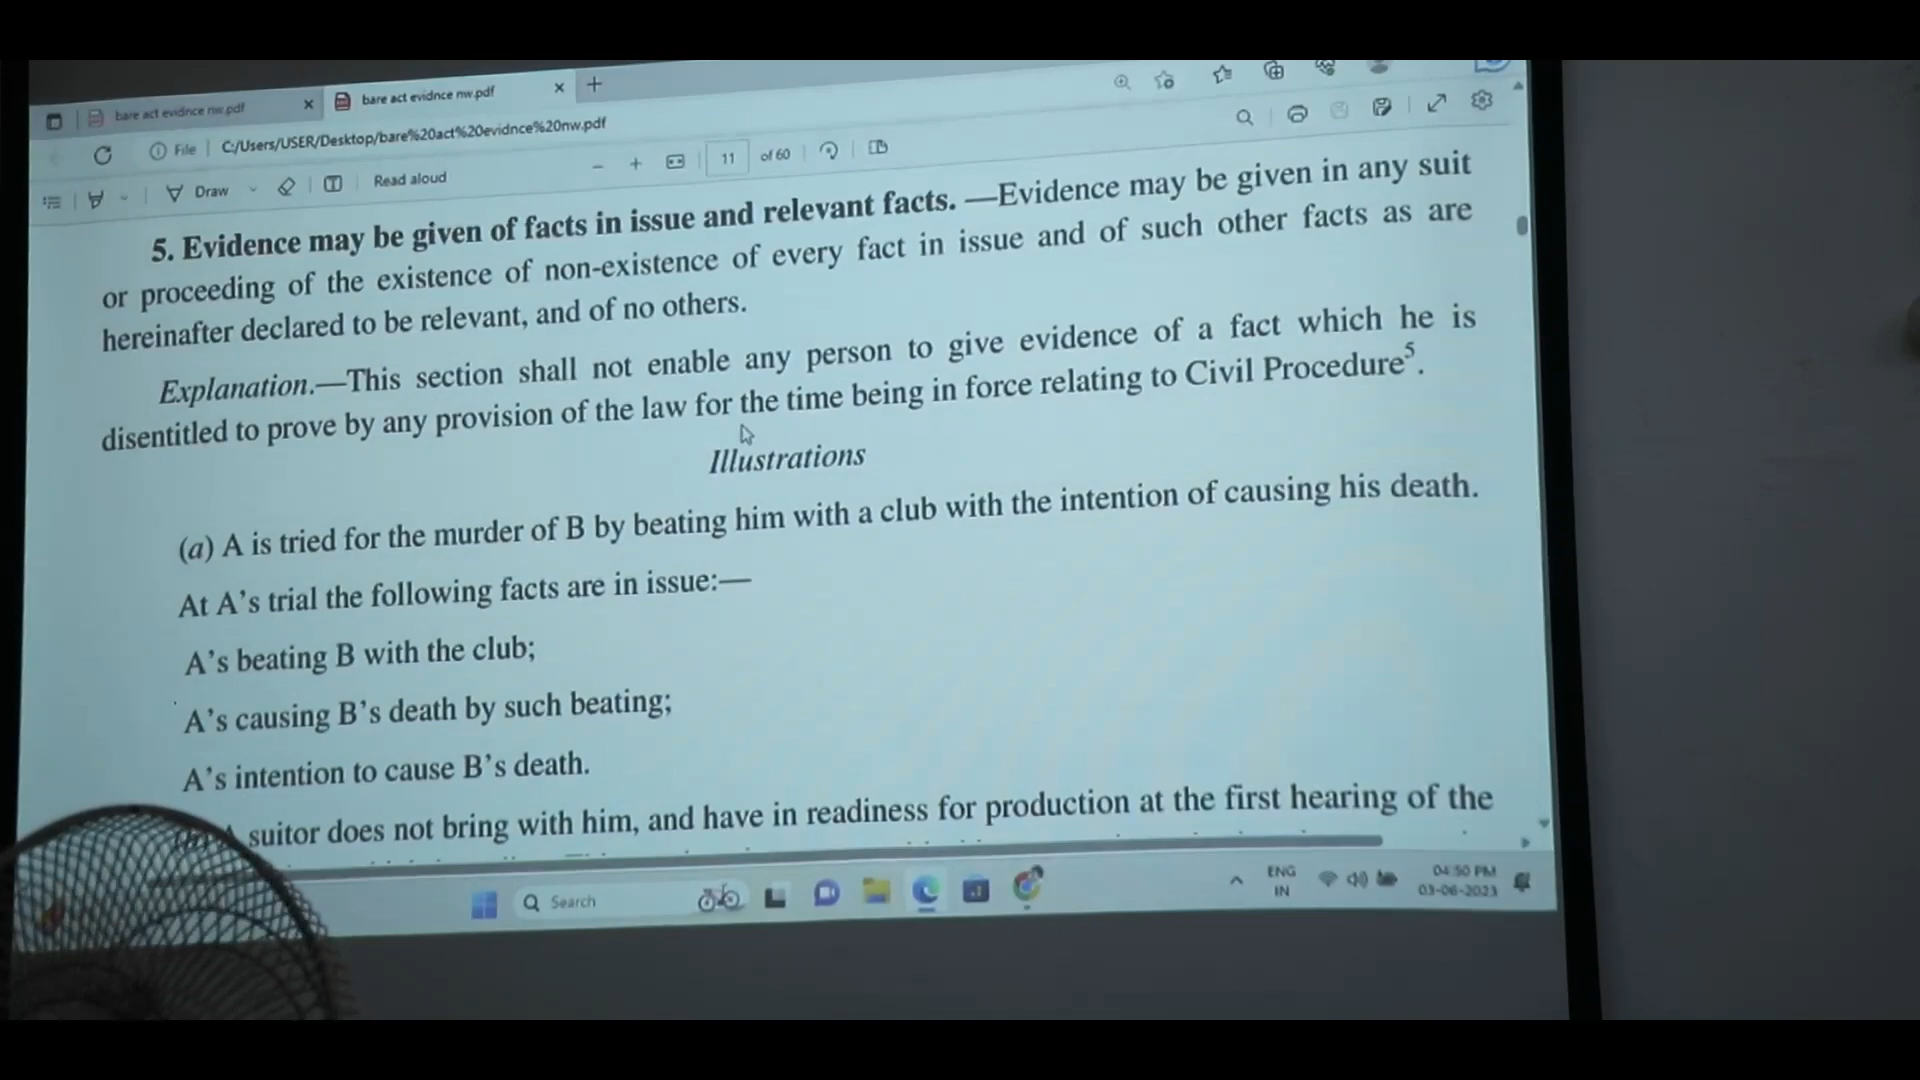 bare act evidnce nw.pdf
bare act evidnce nw.pdf
File C:/Users/USER/Desktop/bare%20act%20evidnce%20nw.pdf
Draw Read aloud 11 of 60
5. Evidence may be given of facts in issue and relevant facts. —Evidence may be given in any suit
or proceeding of the existence of non-existence of every fact in issue and of such other facts as are
hereinafter declared to be relevant, and of no others.
Explanation.—This section shall not enable any person to give evidence of a fact which he is
disentitled to prove by any provision of the law for the time being in force relating to Civil Procedure5.
Illustrations
(a) A is tried for the murder of B by beating him with a club with the intention of causing his death.
At A’s trial the following facts are in issue:—
A’s beating B with the club;
A’s causing B’s death by such beating;
A’s intention to cause B’s death.
suitor does not bring with him, and have in readiness for production at the first hearing of the
Search
ENG
IN
04:50 PM
03-06-2023